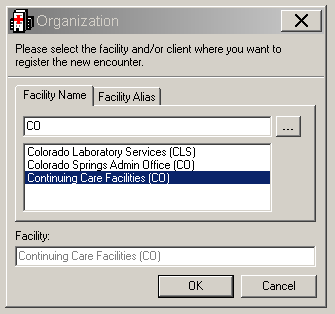 Organization
Please select the facility and/or client where you want to
register the new encounter.
Facility Name Facility Alias
CO
...
Colorado Laboratory Services (CLS)
Colorado Springs Admin Office (CO)
Continuing Care Facilities (CO)
Facility:
Continuing Care Facilities (CO)
OK Cancel